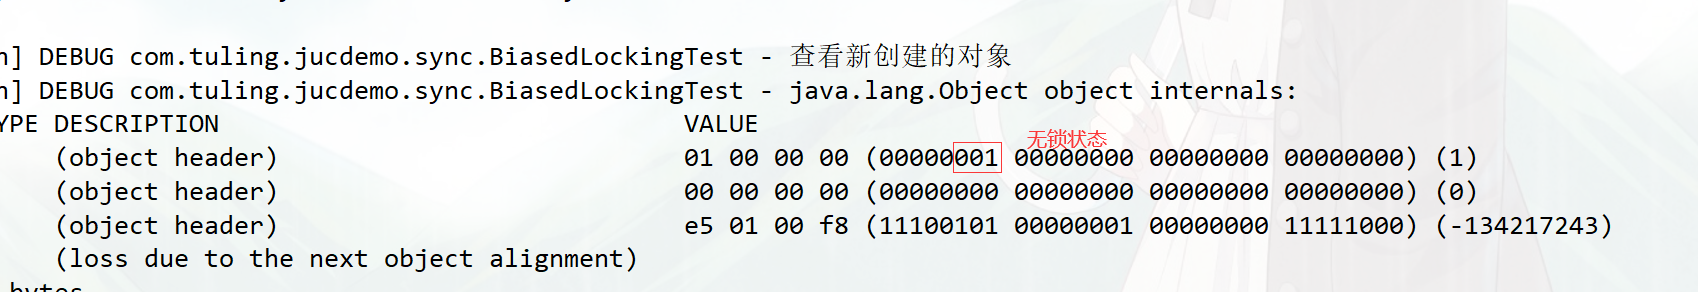 n] DEBUG com.tuling.jucdemo.sync.BiasedLockingTest - 查看新创建的对象
n] DEBUG com.tuling.jucdemo.sync.BiasedLockingTest - java.lang.Object object internals:
YPE DESCRIPTION VALUE
无锁状态
(object header) 01 00 00 00 (00000001 00000000 00000000 00000000) (1)
(object header) 00 00 00 00 (00000000 00000000 00000000 00000000) (0)
(object header) e5 01 00 f8 (11100101 00000001 00000000 11111000) (-134217243)
(loss due to the next object alignment)
bytes